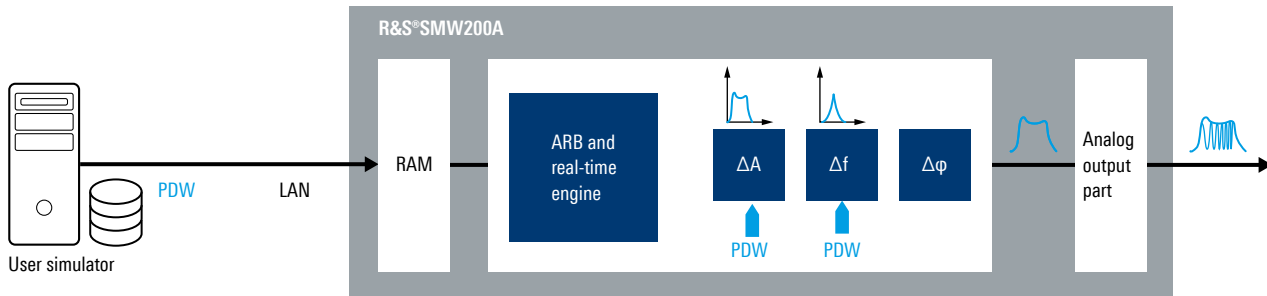 R&S®SMW200A
User simulator
PDW
LAN
RAM
ARB and
real-time
engine
ΔA
PDW
Δf
PDW
Δφ
Analog
output
part